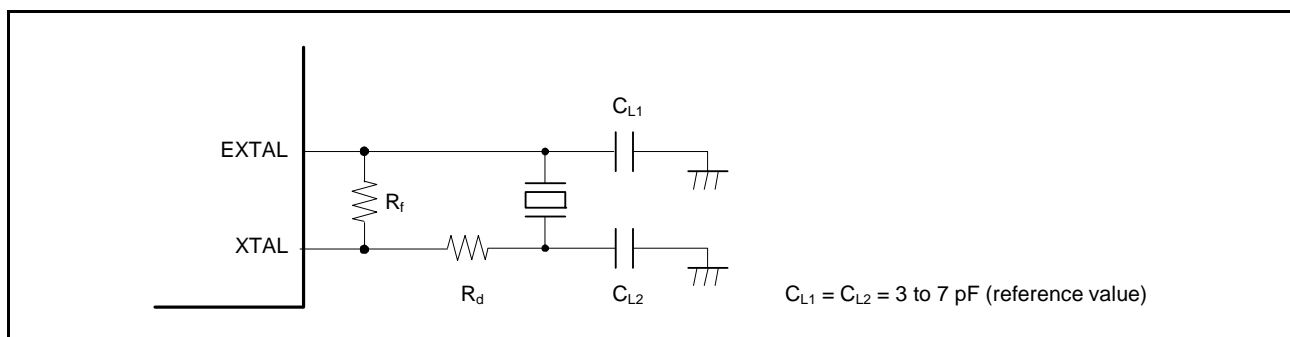 C_L1
EXTAL
R_f
XTAL
R_d
C_L2
C_L1 = C_L2 = 3 to 7 pF (reference value)